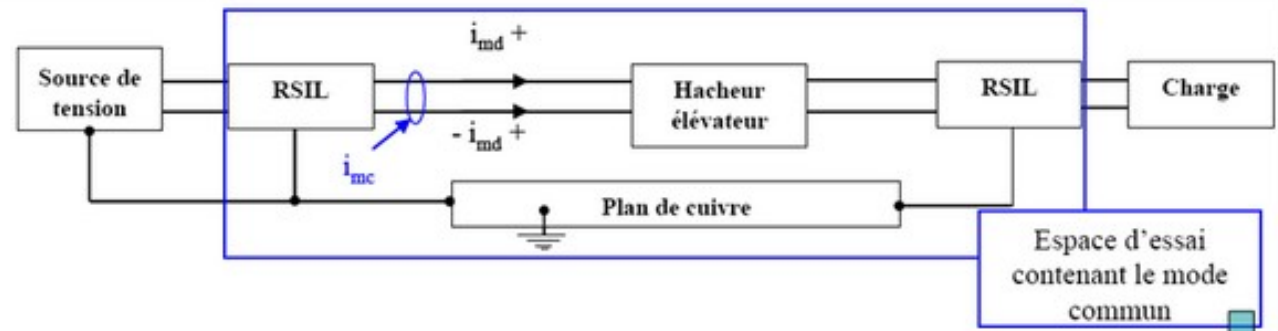 i_md +
Source de
tension
RSIL
Hacheur
élévateur
RSIL
Charge
- i_md +
i_mc
Plan de cuivre
Espace d'essai
contenant le mode
commun